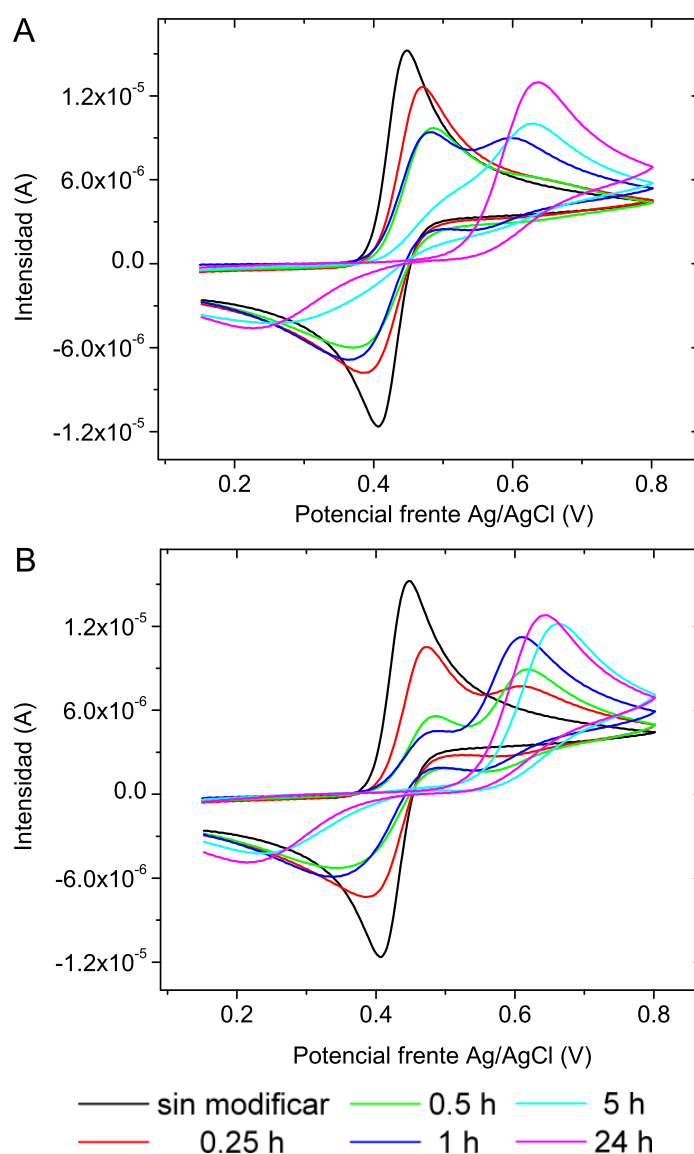 A
1.2x10⁻⁵
6.0x10⁻⁶
0.0
-6.0x10⁻⁶
-1.2x10⁻⁵
Intensidad (A)
0.2 0.4 0.6 0.8
Potencial frente Ag/AgCl (V)
B
1.2x10⁻⁵
6.0x10⁻⁶
0.0
-6.0x10⁻⁶
-1.2x10⁻⁵
Intensidad (A)
0.2 0.4 0.6 0.8
Potencial frente Ag/AgCl (V)
sin modificar 0.5 h 5 h
0.25 h 1 h 24 h